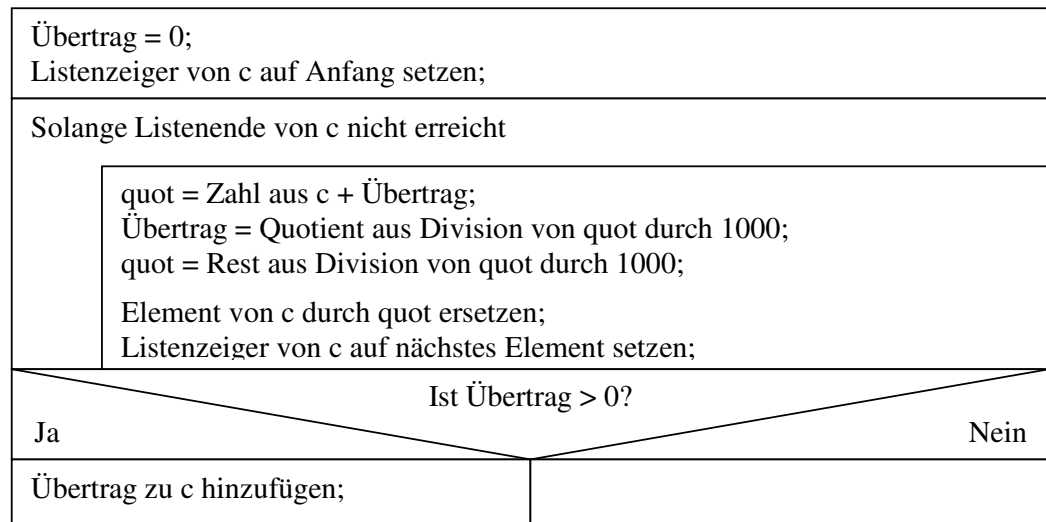 Übertrag = 0;
Listenzeiger von c auf Anfang setzen;
Solange Listenende von c nicht erreicht
quot = Zahl aus c + Übertrag;
Übertrag = Quotient aus Division von quot durch 1000;
quot = Rest aus Division von quot durch 1000;
Element von c durch quot ersetzen;
Listenzeiger von c auf nächstes Element setzen;
Ist Übertrag > 0?
Ja
Nein
Übertrag zu c hinzufügen;